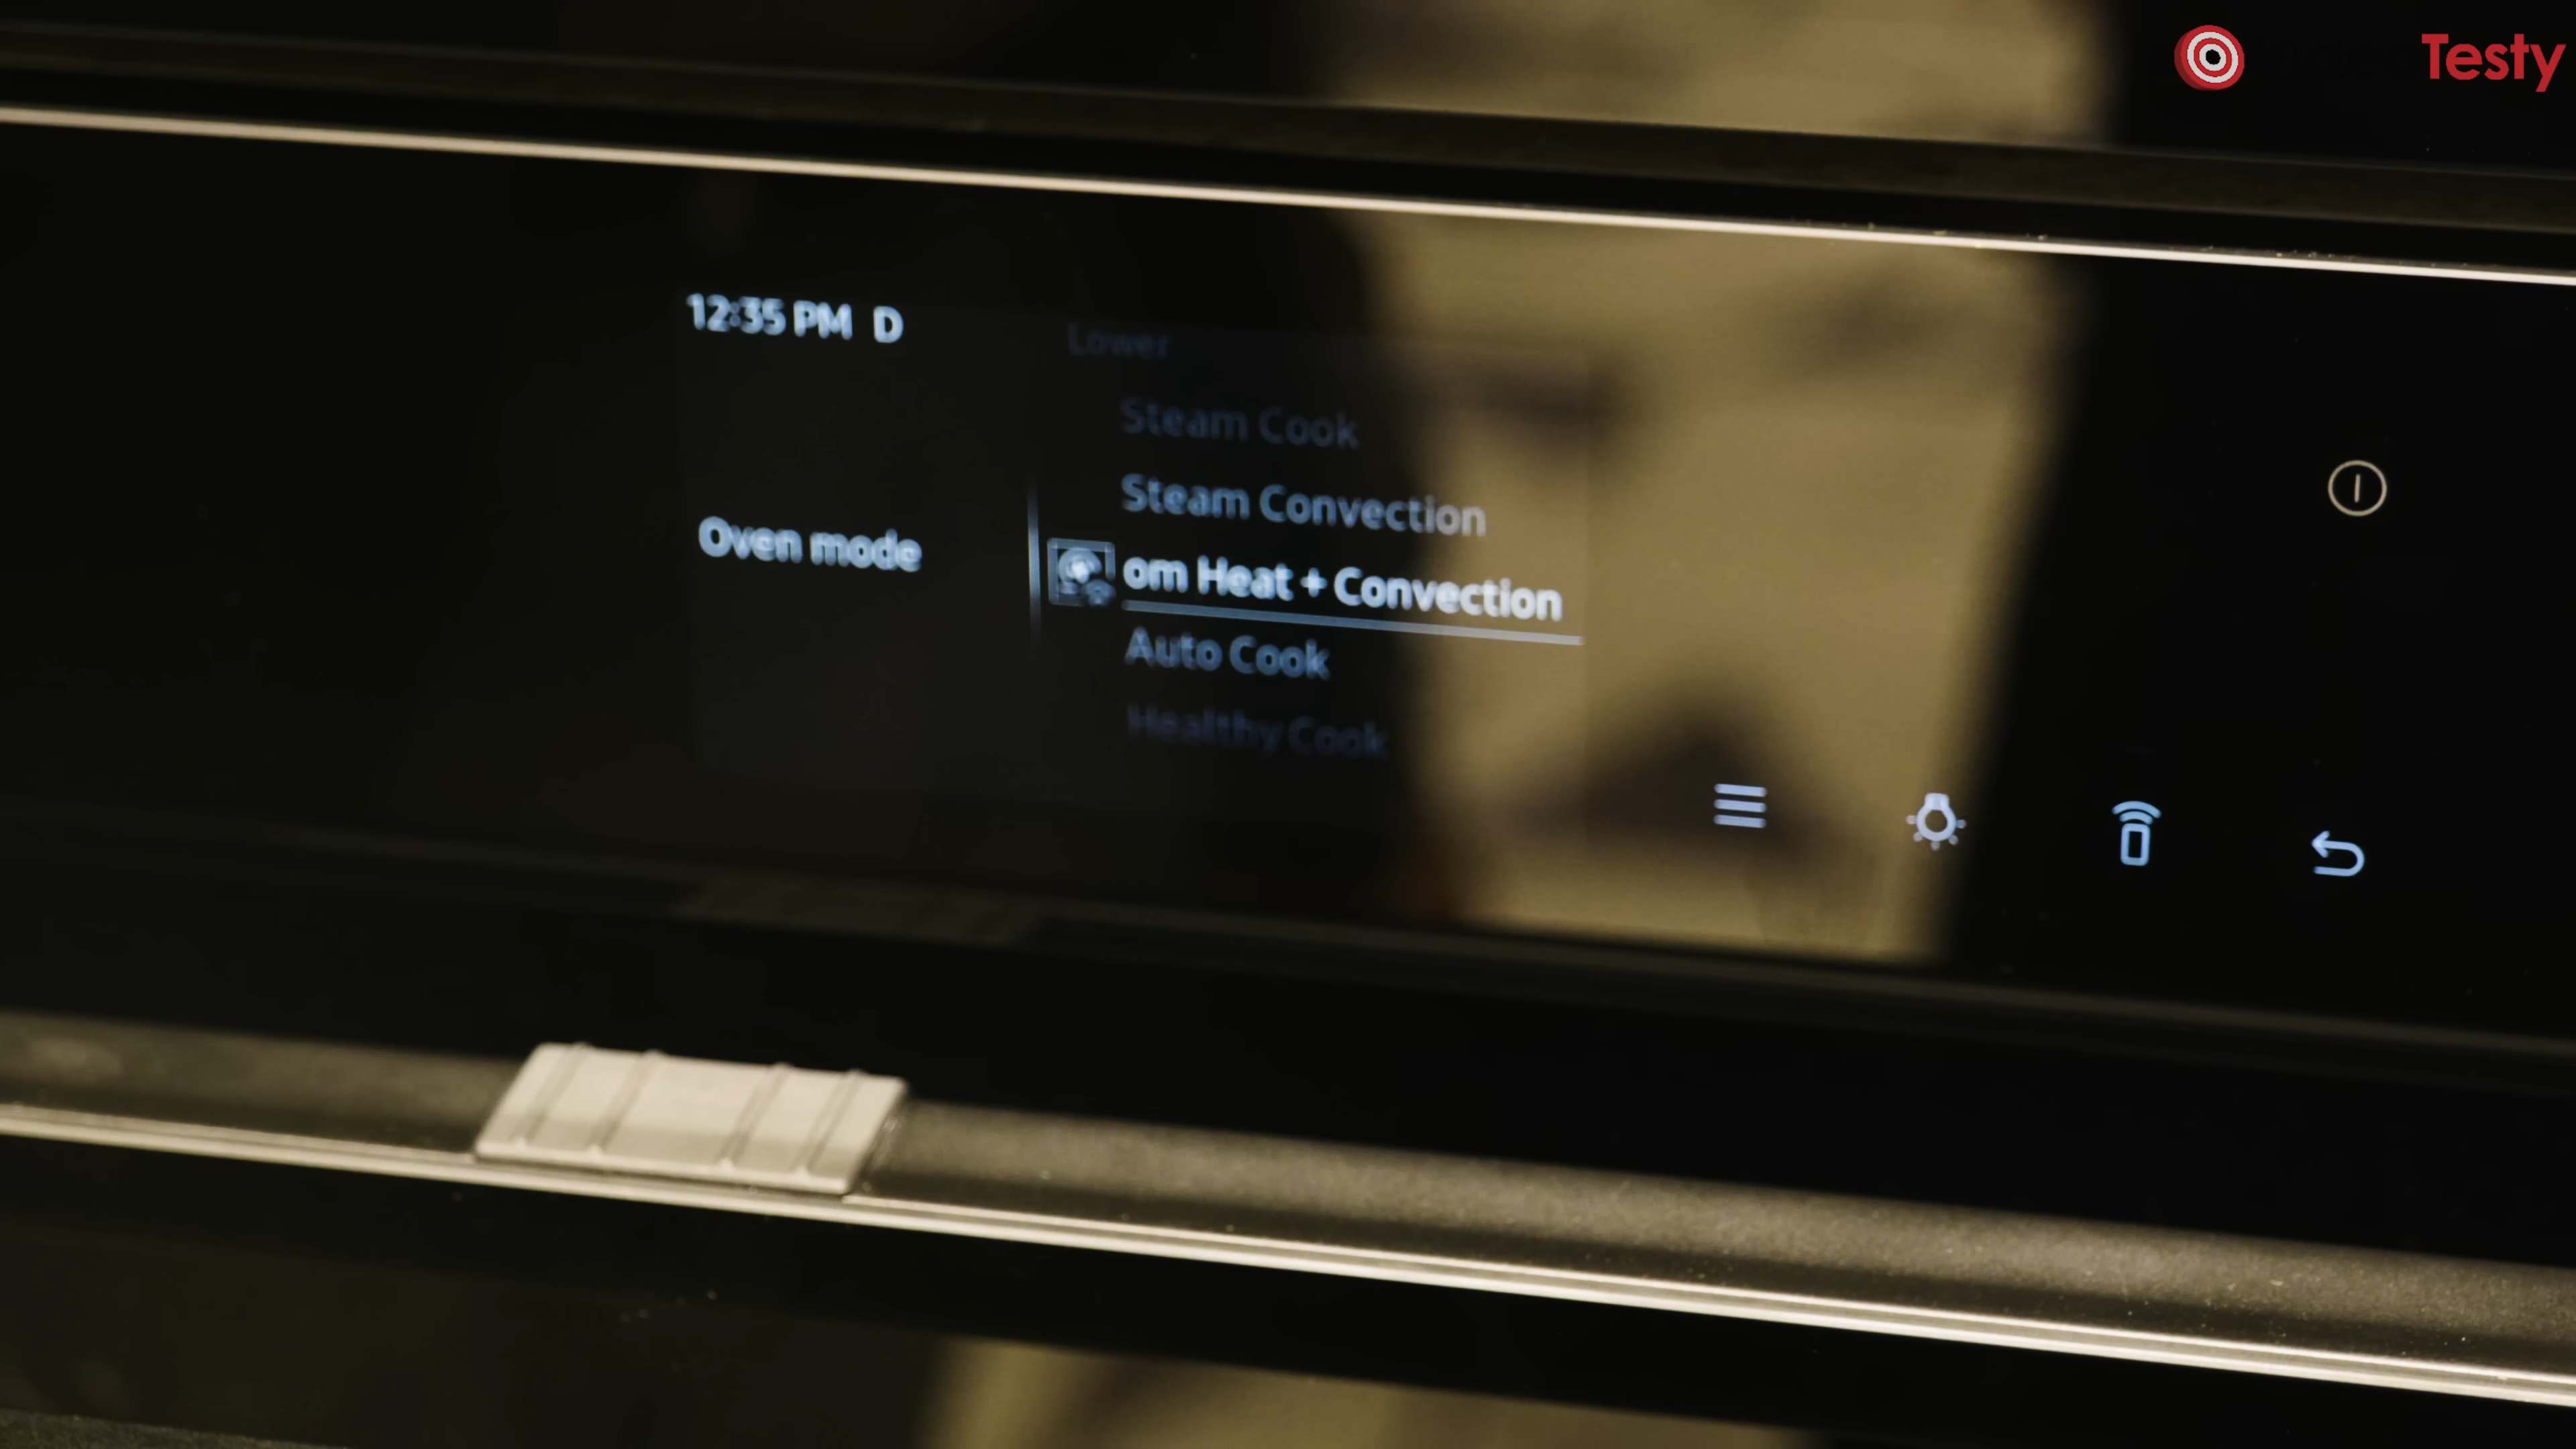 Testy
12:35 PM D
Lower
Steam Cook
Steam Convection
Oven mode
om Heat + Convection
Auto Cook
Healthy Cook